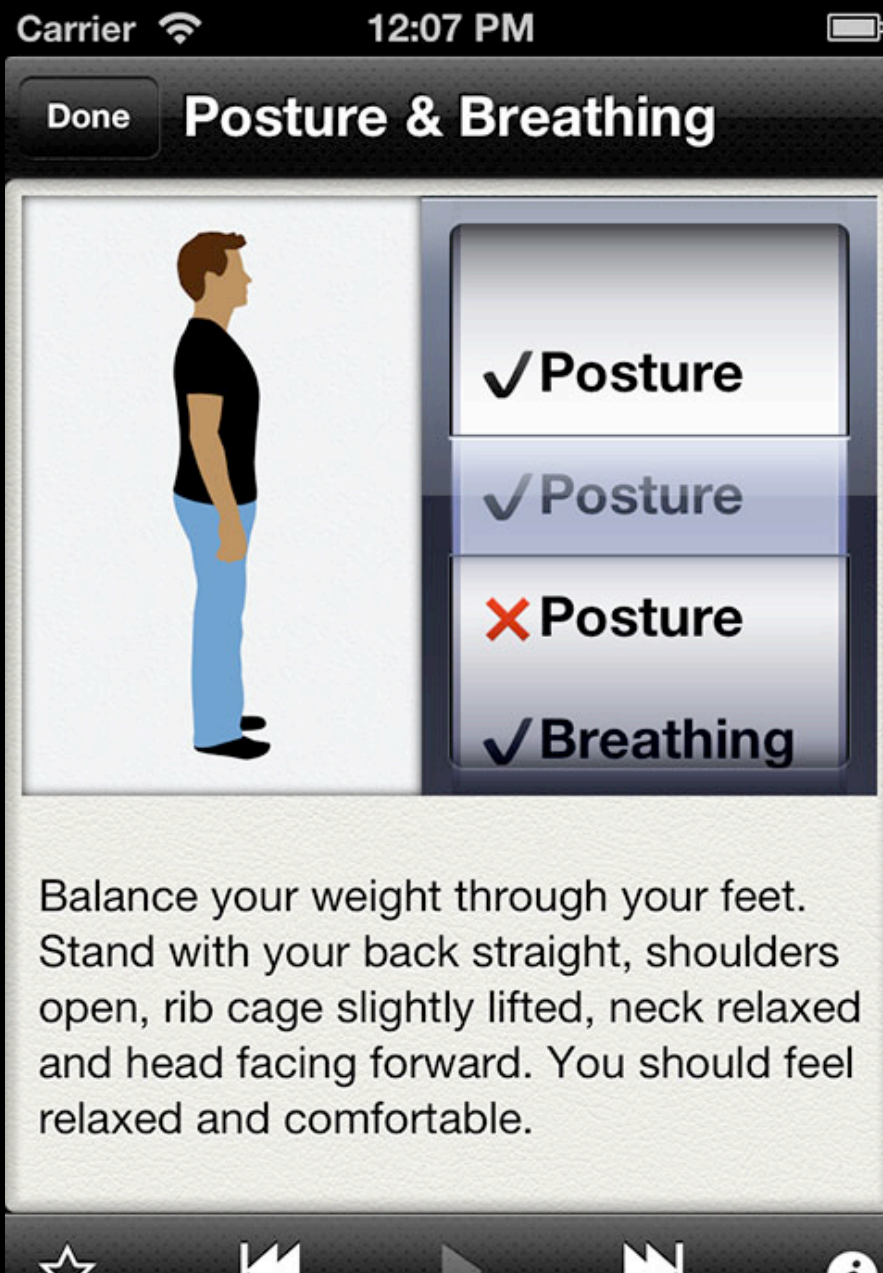 Carrier 12:07 PM
Done Posture & Breathing
✓Posture
✓Posture
✗Posture
✓Breathing
Balance your weight through your feet.
Stand with your back straight, shoulders
open, rib cage slightly lifted, neck relaxed
and head facing forward. You should feel
relaxed and comfortable.